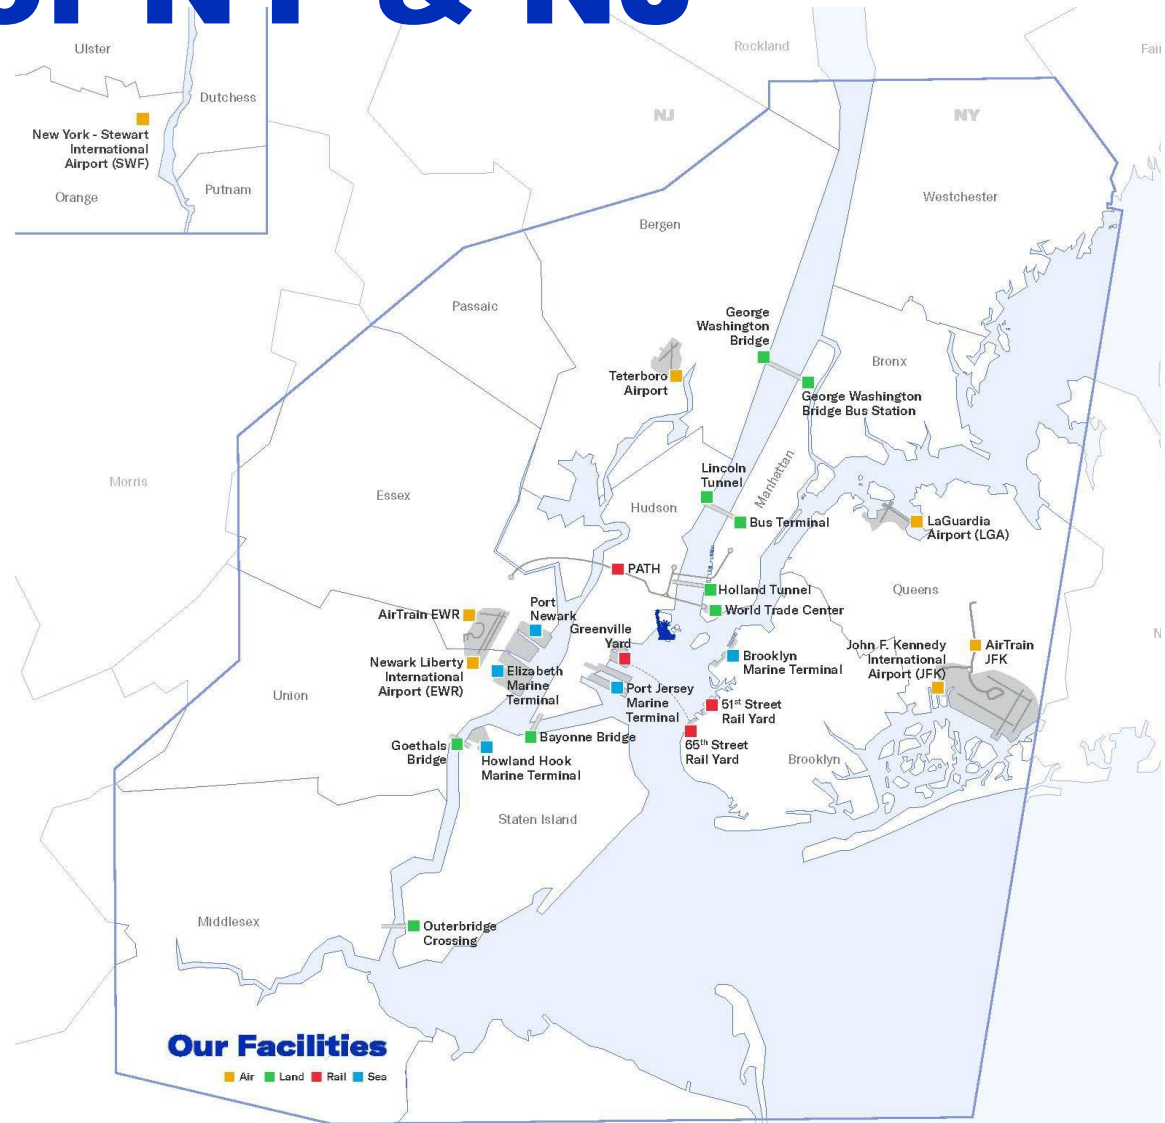 NY & NJ
Ulster
Dutchess
New York - Stewart
International
Airport (SWF)
Orange
Putnam
Rockland
NJ
NY
Westchester
Bergen
Passaic
George
Washington
Bridge
Bronx
Teterboro
Airport
George Washington
Bridge Bus Station
Morris
Essex
Lincoln
Tunnel
Manhattan
Hudson
Bus Terminal
LaGuardia
Airport (LGA)
PATH
Holland Tunnel
Queens
World Trade Center
AirTrain EWR
Port
Newark
Greenville
Yard
Newark Liberty
International
Airport (EWR)
Elizabeth
Marine
Terminal
Brooklyn
Marine Terminal
John F. Kennedy
International
Airport (JFK)
AirTrain
JFK
Union
Port Jersey
Marine
Terminal
51st Street
Rail Yard
65th Street
Rail Yard
Bayonne Bridge
Goethals
Bridge
Howland Hook
Marine Terminal
Brooklyn
Staten Island
Middlesex
Outerbridge
Crossing
Our Facilities
Air Land Rail Sea